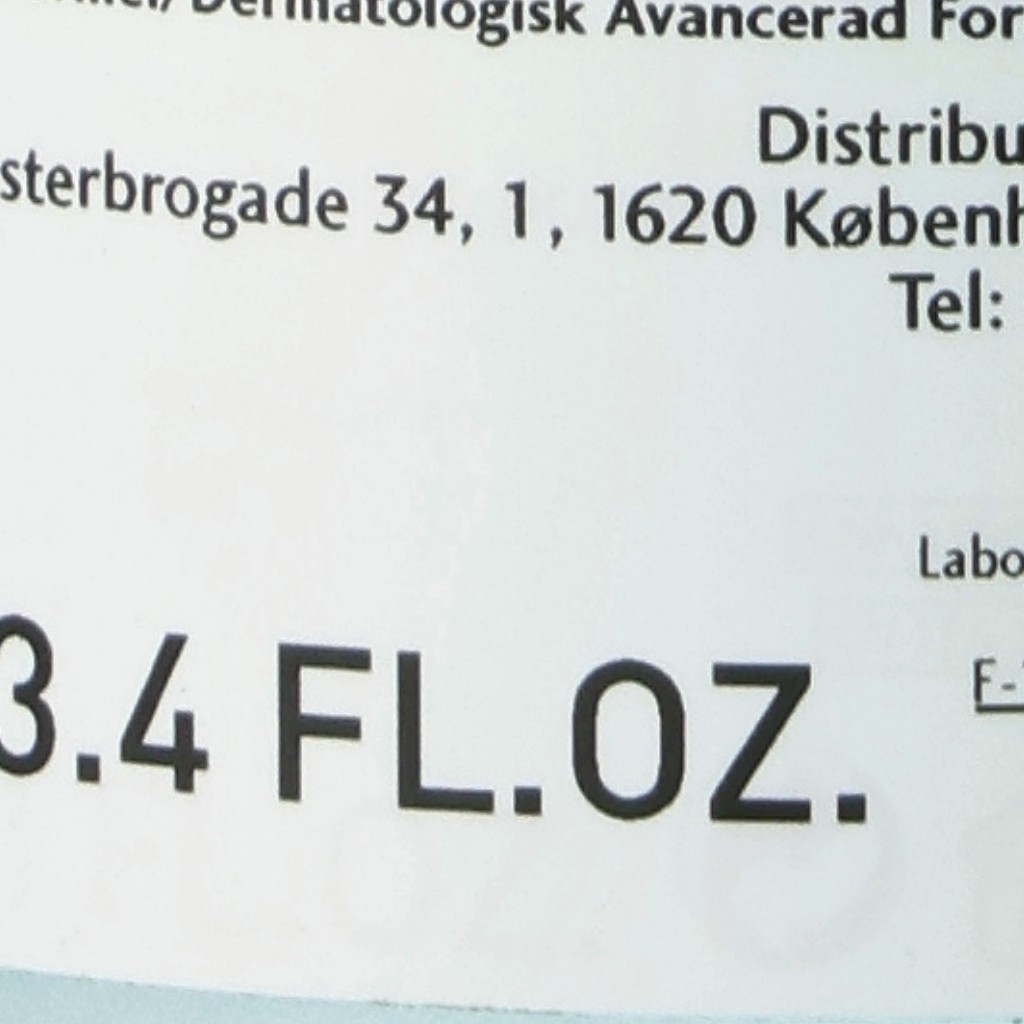 Dermatologisk Avancerad For
Distribu
sterbrogade 34, 1, 1620 Københ
Tel:
Labo
3.4 FL.OZ.
F-